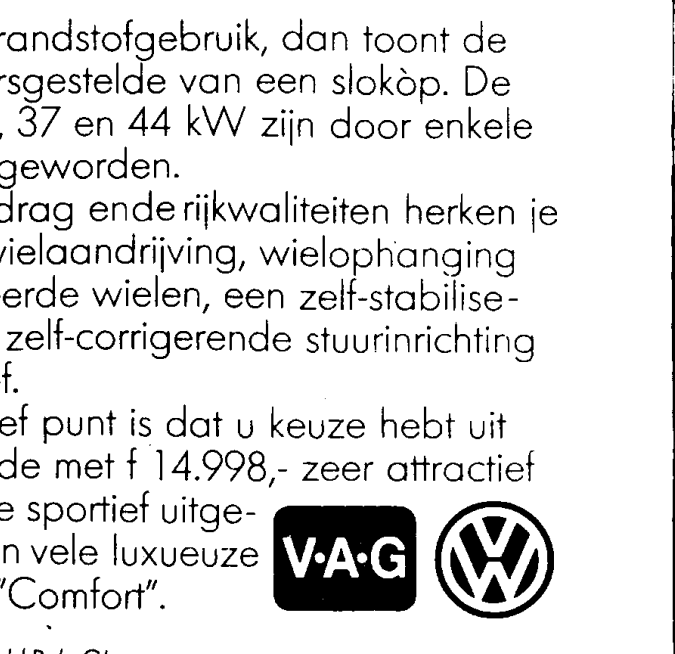 randstofgebruik, dan toont de
rsgestelde van een slokòp. De
, 37 en 44 kW zijn door enkele
geworden.
drag ende rijkwaliteiten herken je
wielaandrijving, wielophanging
erde wielen, een zelf-stabilise-
zelf-corrigerende stuurinrichting
f.
ef punt is dat u keuze hebt uit
de met f 14.998,- zeer attractief
e sportief uitge-
n vele luxueuze
"Comfort".
V•A•G
VW